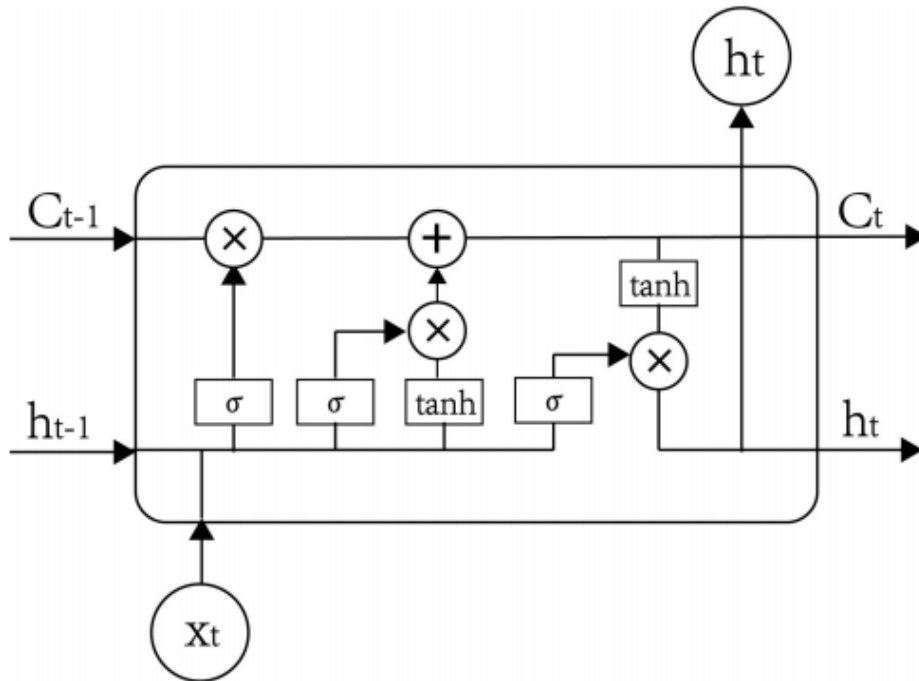 ht
Ct-1
×
+
Ct
tanh
×
×
σ
σ
tanh
σ
ht-1
ht
xt